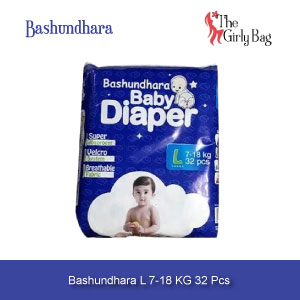 Bashundhara
The
Girly Bag
Bashundhara
Baby
Diaper
Super
Velcro
Breathable
L
7-18 kg
32 pcs
Bashundhara L 7-18 KG 32 Pcs